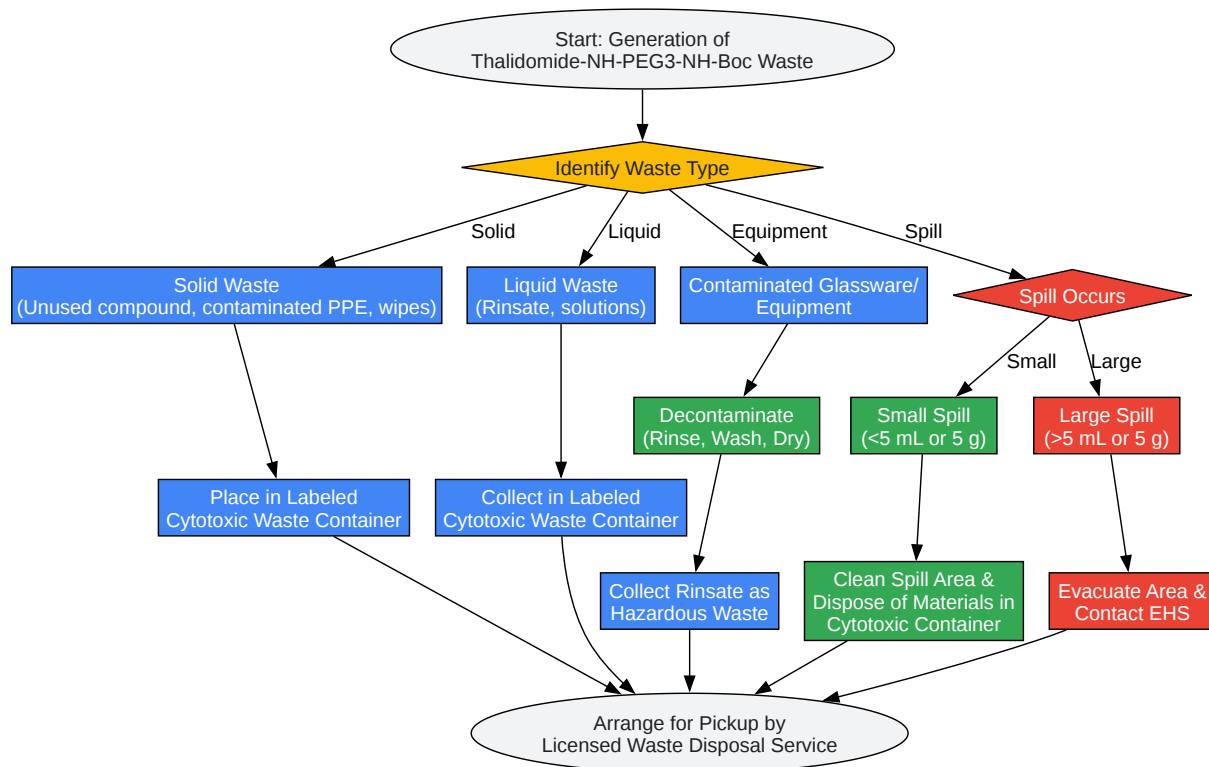 Start: Generation of
Thalidomide-NH-PEG3-NH-Boc Waste
Identify Waste Type
Solid
Liquid
Equipment
Spill
Solid Waste
(Unused compound, contaminated PPE, wipes)
Liquid Waste
(Rinsate, solutions)
Contaminated Glassware/
Equipment
Spill Occurs
Small
Large
Decontaminate
(Rinse, Wash, Dry)
Small Spill
(<5 mL or 5 g)
Large Spill
(>5 mL or 5 g)
Place in Labeled
Cytotoxic Waste Container
Collect in Labeled
Cytotoxic Waste Container
Collect Rinsate as
Hazardous Waste
Clean Spill Area &
Dispose of Materials in
Cytotoxic Container
Evacuate Area &
Contact EHS
Arrange for Pickup by
Licensed Waste Disposal Service